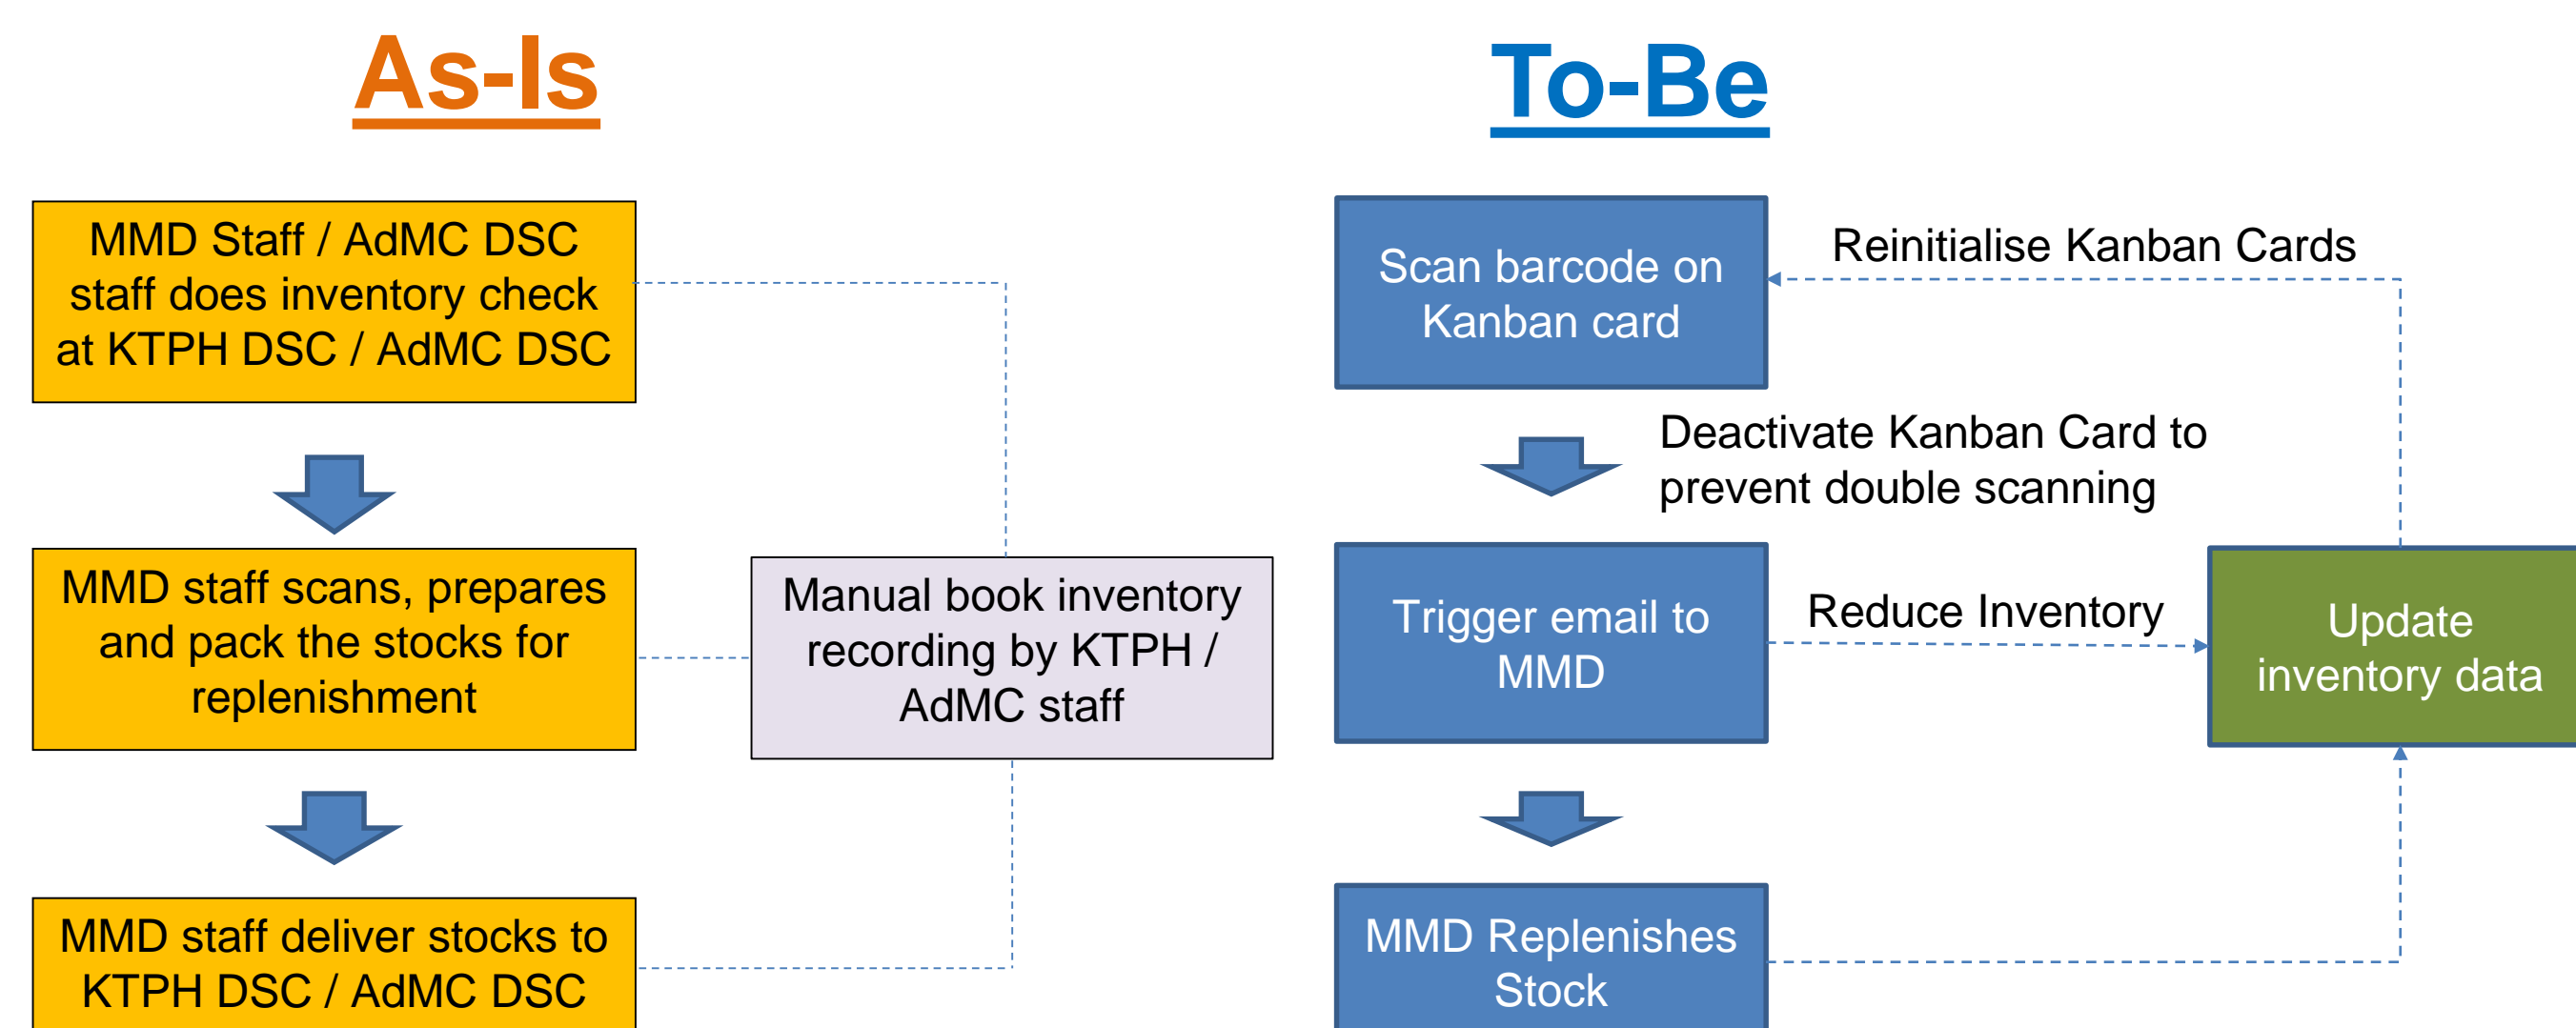 As-Is
MMD Staff / AdMC DSC
staff does inventory check
at KTPH DSC / AdMC DSC
MMD staff scans, prepares
and pack the stocks for
replenishment
MMD staff deliver stocks to
KTPH DSC / AdMC DSC
Manual book inventory
recording by KTPH /
AdMC staff
To-Be
Scan barcode on
Kanban card
Reinitialise Kanban Cards
Deactivate Kanban Card to
prevent double scanning
Trigger email to
MMD
Reduce Inventory
Update
inventory data
MMD Replenishes
Stock